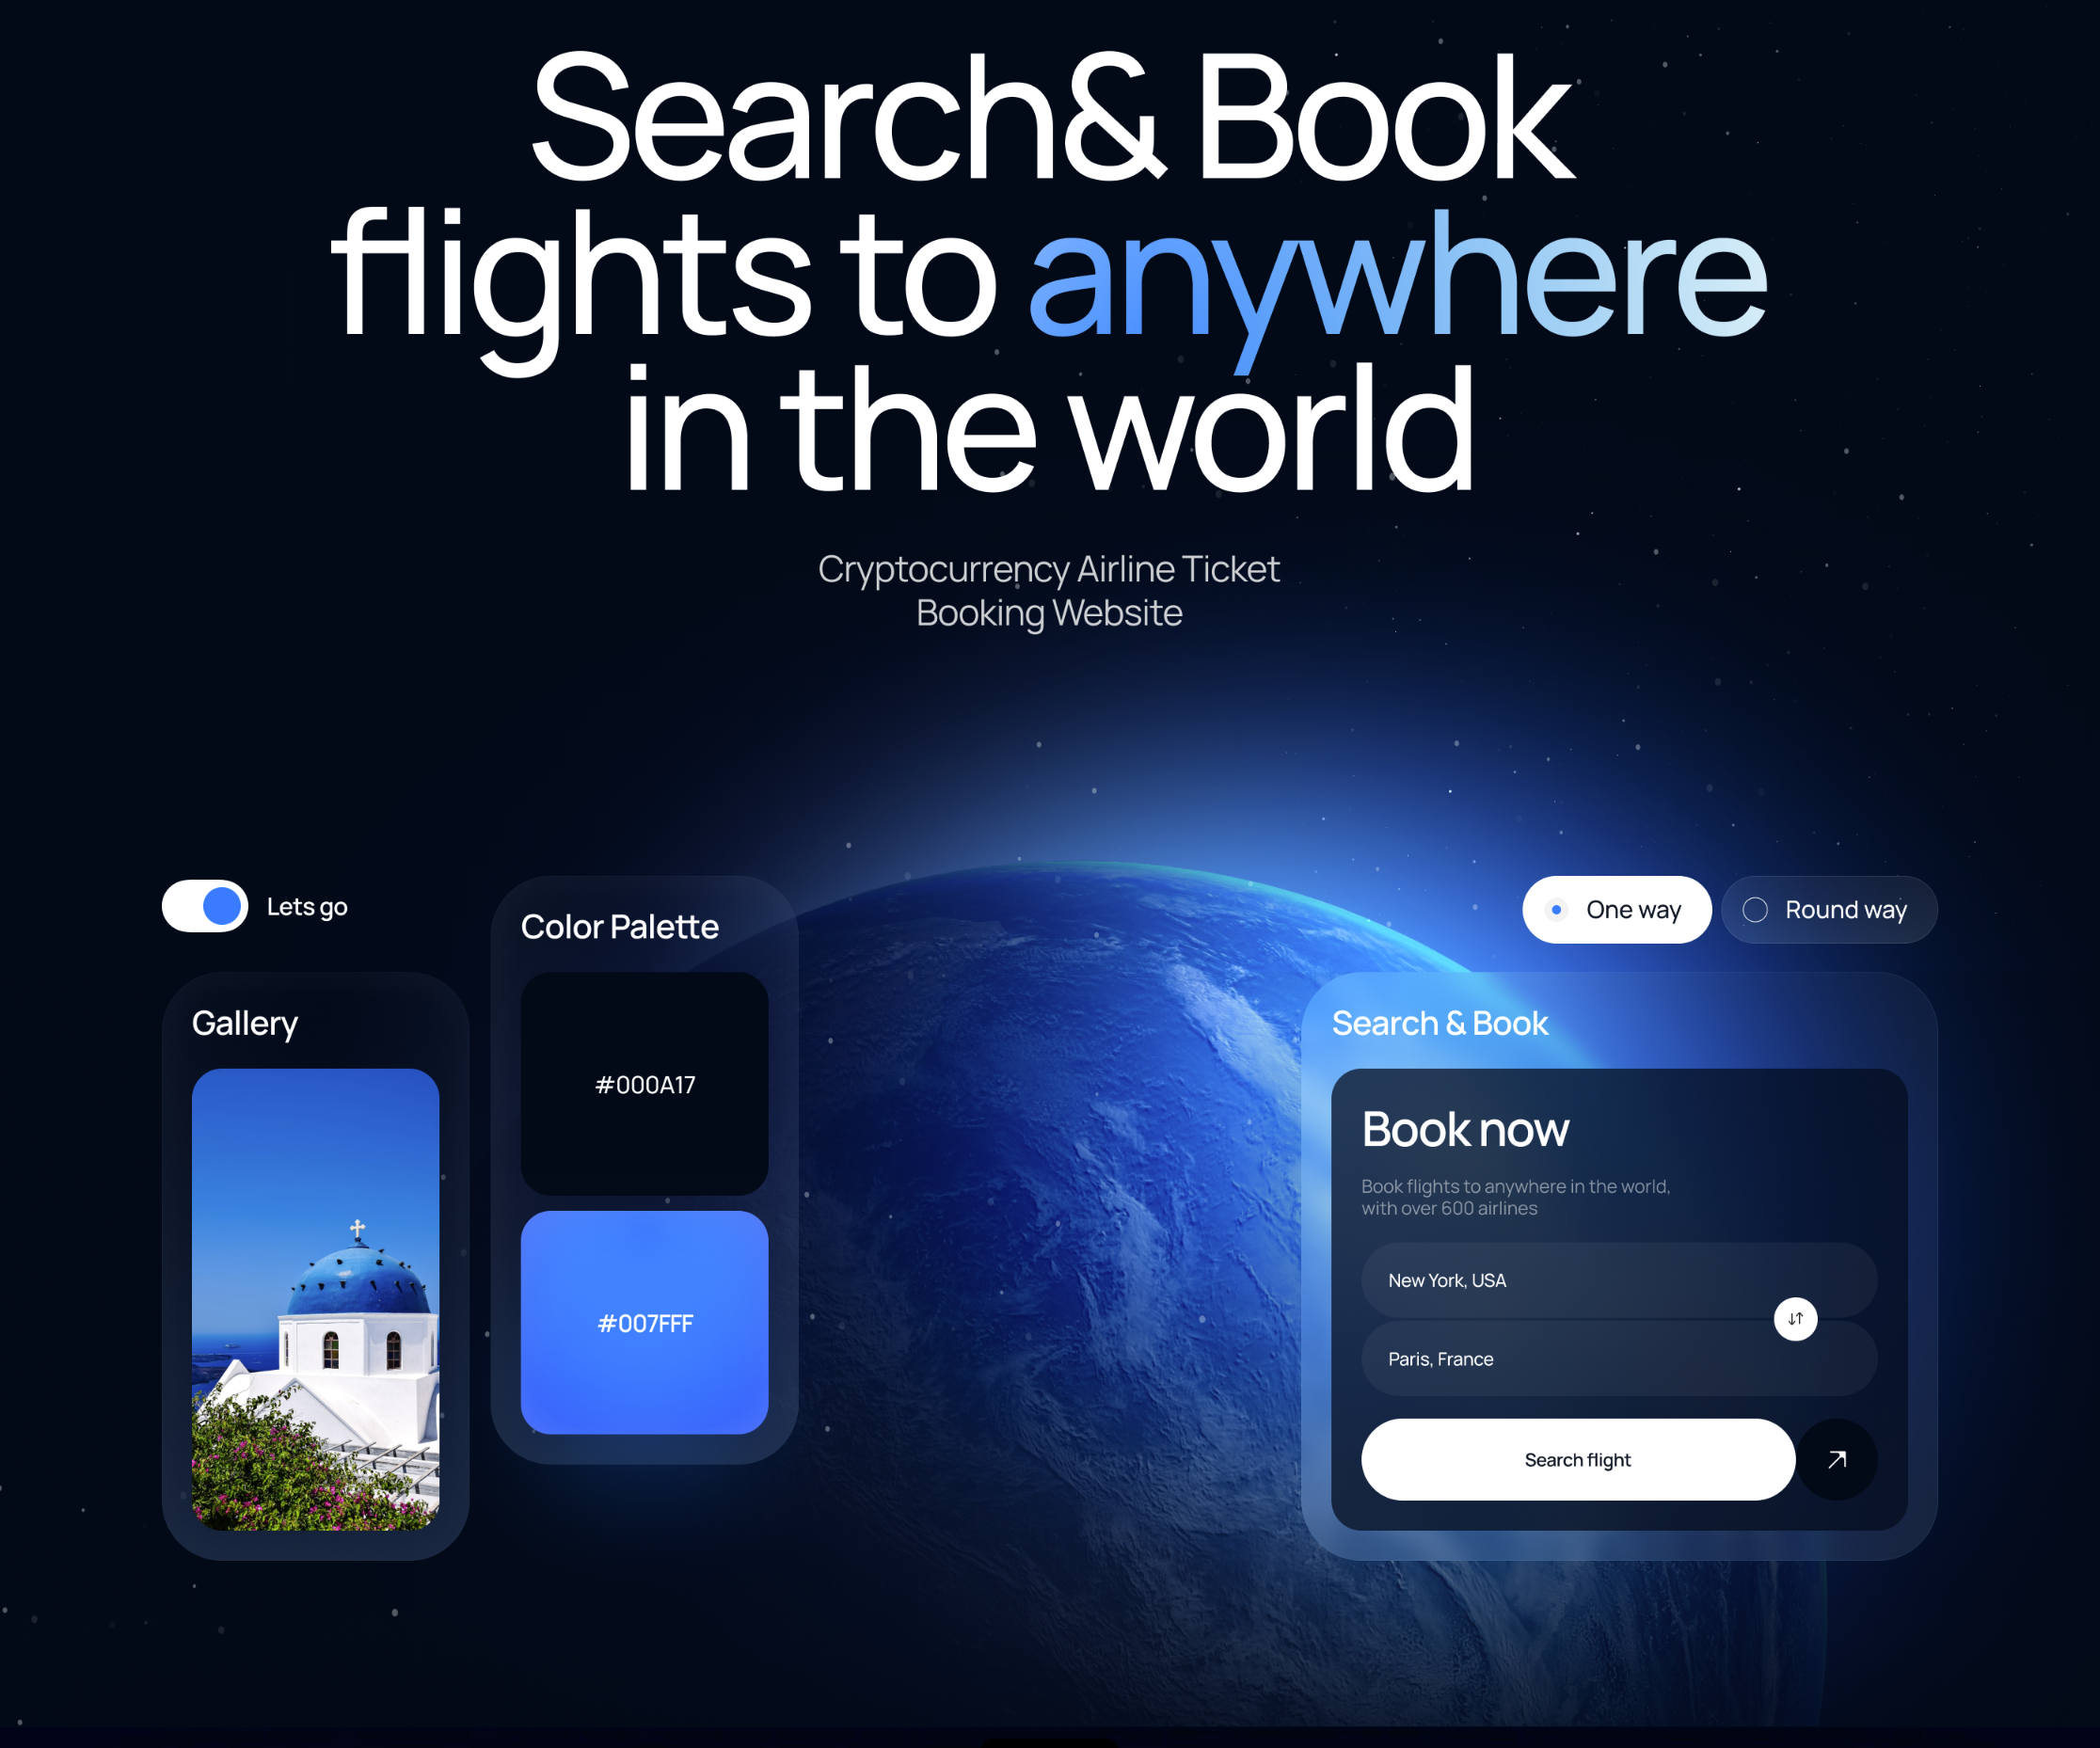 Search& Book
flights to anywhere
in the world
Cryptocurrency Airline Ticket
Booking Website
Lets go
Gallery
Color Palette
#000A17
#007FFF
One way
Round way
Search & Book
Book now
Book flights to anywhere in the world,
with over 600 airlines
New York, USA
Paris, France
Search flight